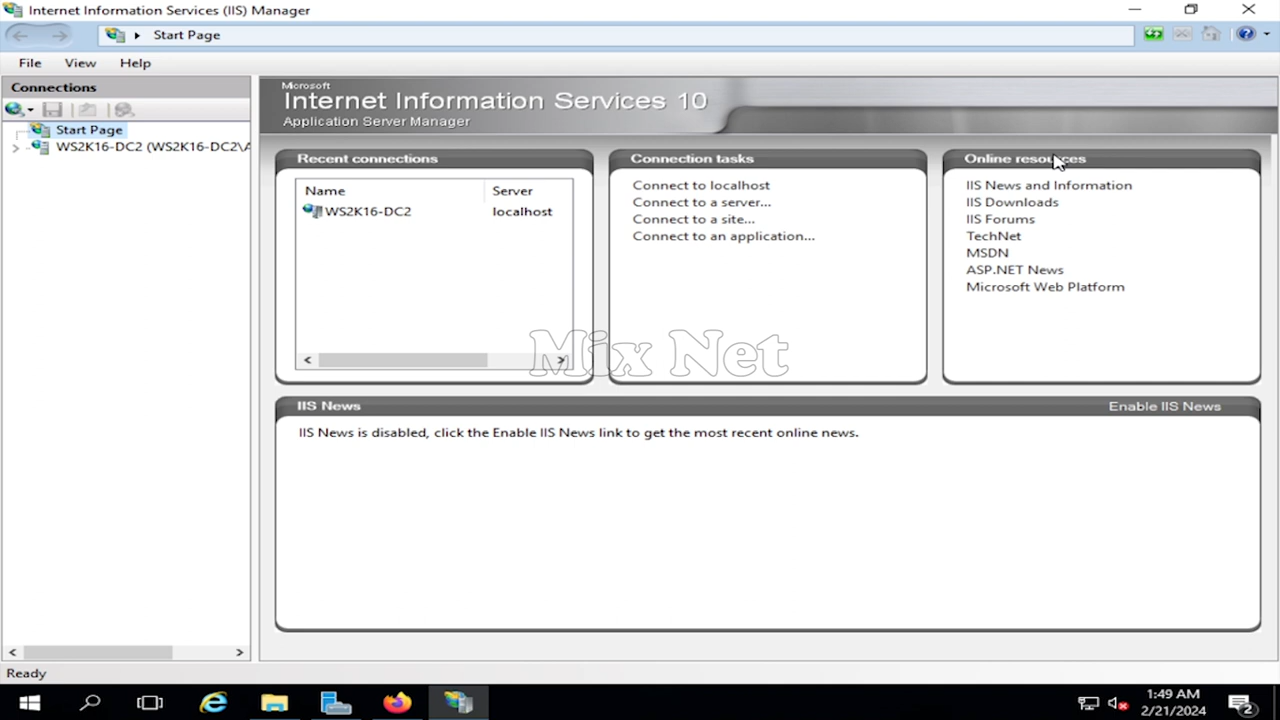 Internet Information Services (IIS) Manager
Start Page
File View Help
Connections
Start Page
WS2K16-DC2 (WS2K16-DC2\A
Microsoft
Internet Information Services 10
Application Server Manager
Recent connections
Name Server
WS2K16-DC2 localhost
Connection tasks
Connect to localhost
Connect to a server...
Connect to a site...
Connect to an application...
Online resources
IIS News and Information
IIS Downloads
IIS Forums
TechNet
MSDN
ASP.NET News
Microsoft Web Platform
Mix Net
IIS News Enable IIS News
IIS News is disabled, click the Enable IIS News link to get the most recent online news.
Ready
1:49 AM
2/21/2024
2